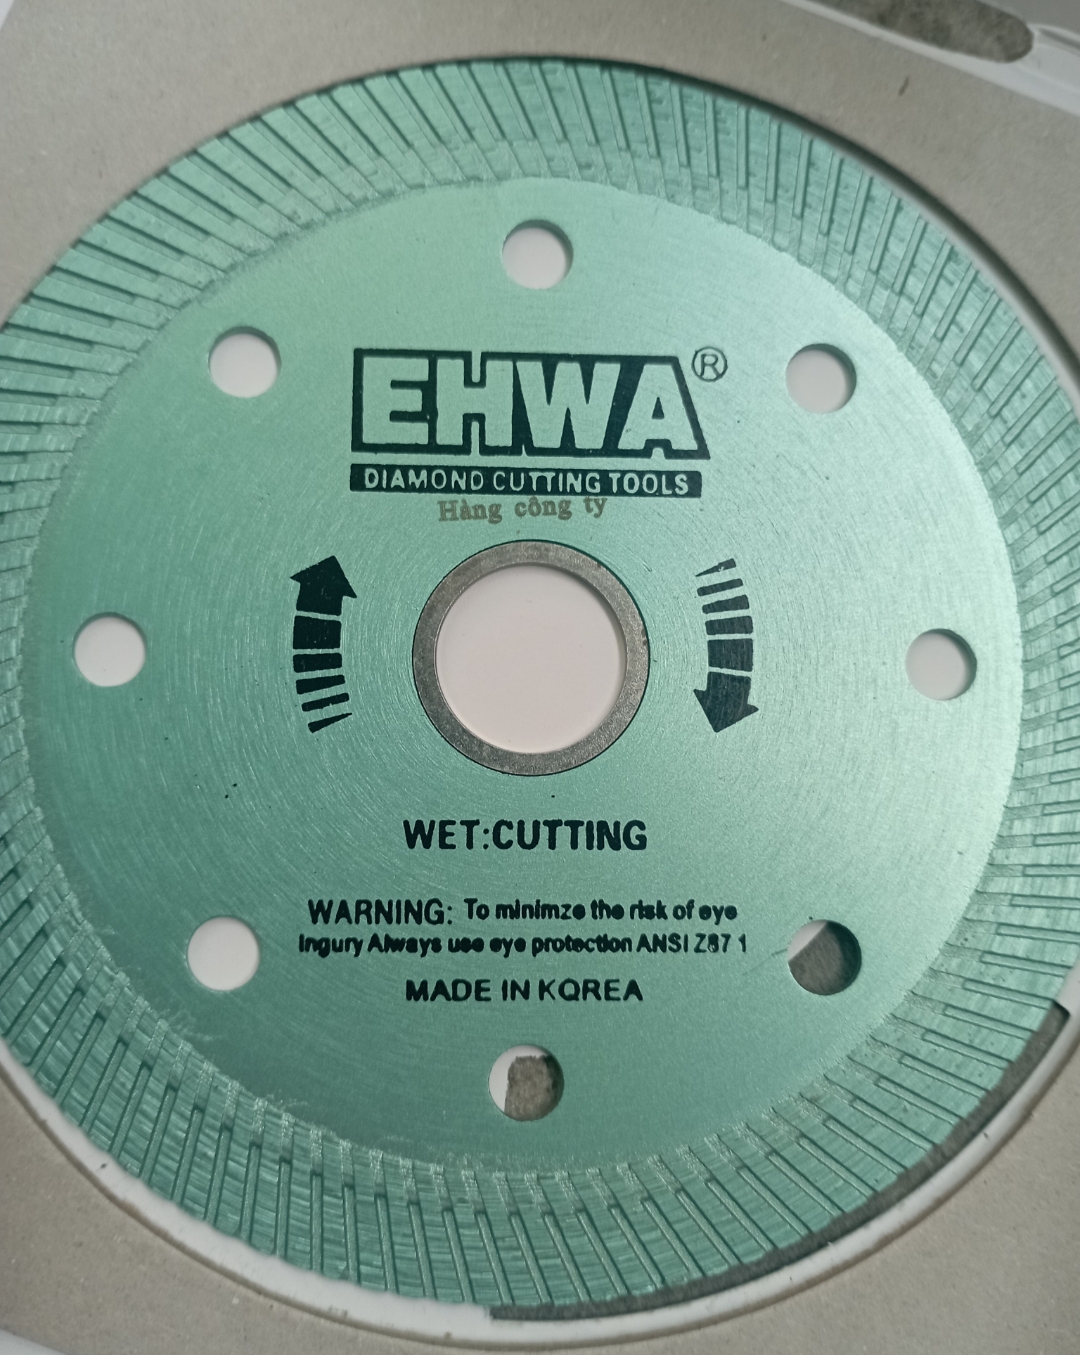 EHWA®
DIAMOND CUTTING TOOLS
Hàng công ty
WET:CUTTING
WARNING: To minimze the risk of eye
Ingury Always use eye protection ANSI Z87 1
MADE IN KOREA